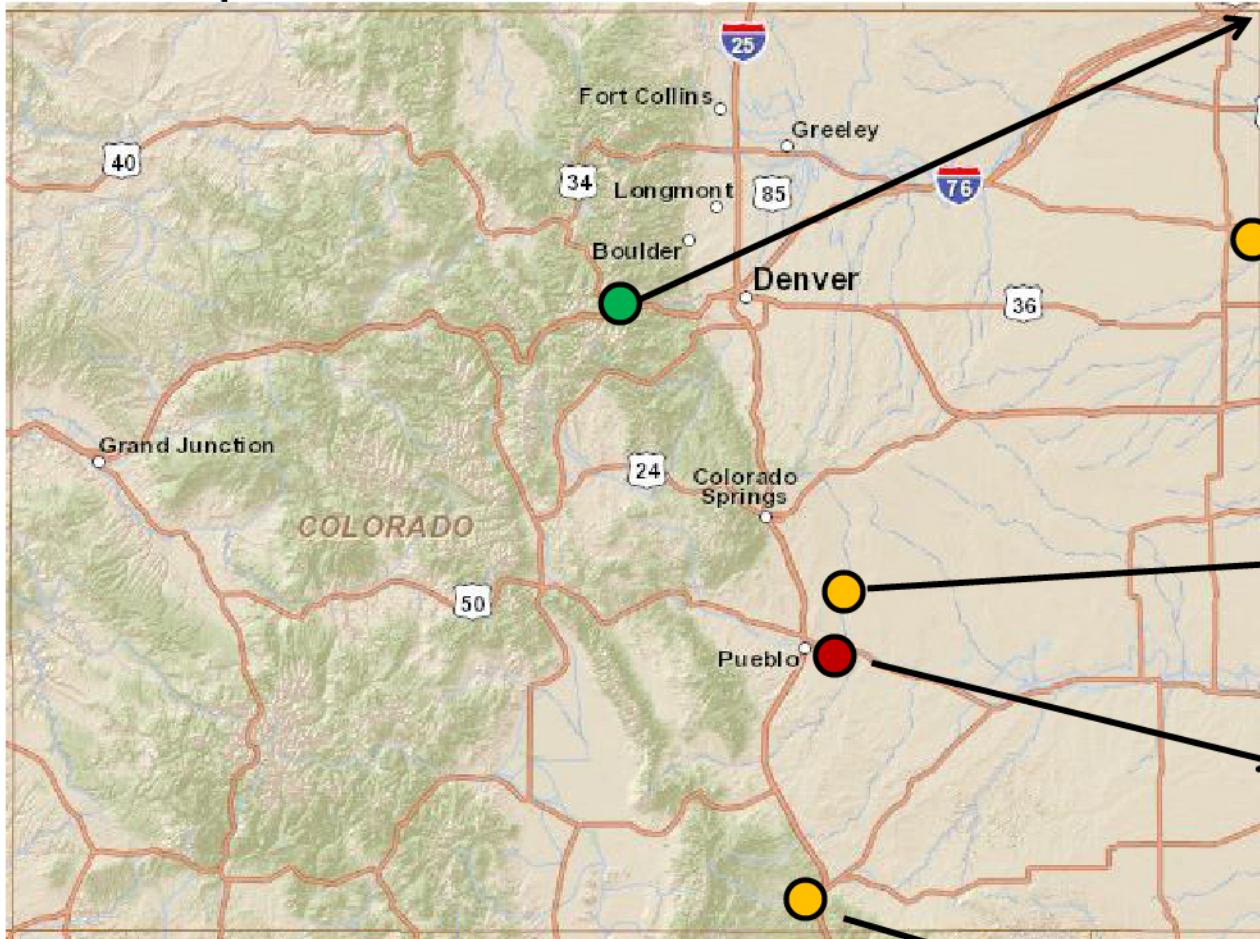 25
Fort Collins
Greeley
40
34
Longmont
85
76
Boulder
Denver
36
Grand Junction
24
Colorado
Springs
COLORADO
50
Pueblo